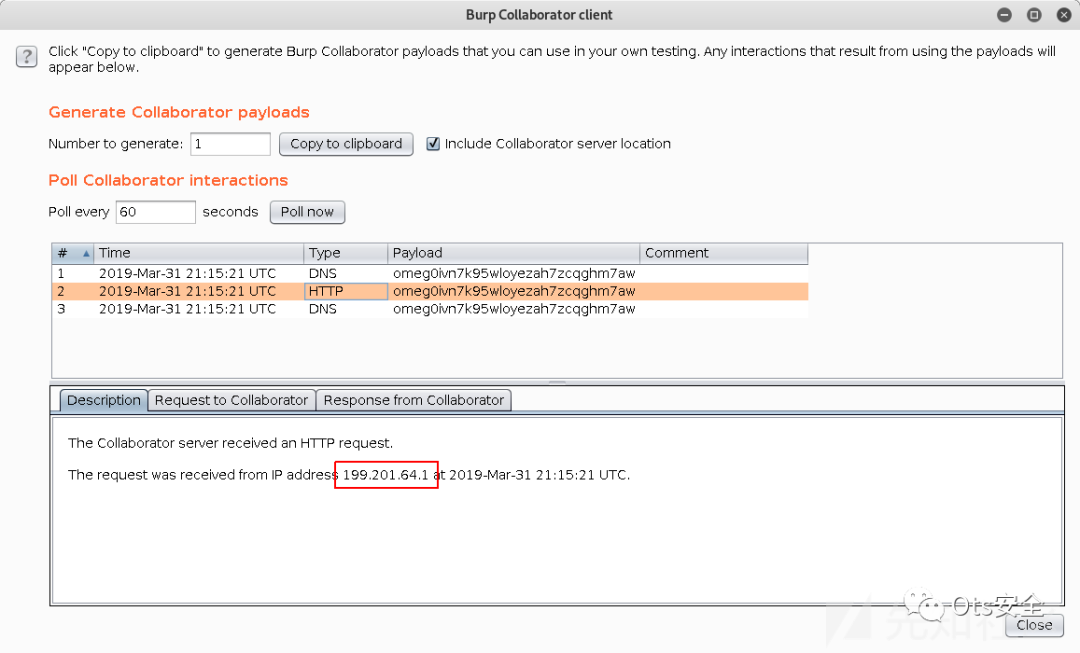 Burp Collaborator client
?
Click "Copy to clipboard" to generate Burp Collaborator payloads that you can use in your own testing. Any interactions that result from using the payloads will
appear below.
Generate Collaborator payloads
Number to generate: 1 Copy to clipboard Include Collaborator server location
Poll Collaborator interactions
Poll every 60 seconds Poll now
# Time Type Payload Comment
1 2019-Mar-31 21:15:21 UTC DNS omeg0ivn7k95wloyezah7zcqghm7aw
2 2019-Mar-31 21:15:21 UTC HTTP omeg0ivn7k95wloyezah7zcqghm7aw
3 2019-Mar-31 21:15:21 UTC DNS omeg0ivn7k95wloyezah7zcqghm7aw
Description Request to Collaborator Response from Collaborator
The Collaborator server received an HTTP request.
The request was received from IP address 199.201.64.1 at 2019-Mar-31 21:15:21 UTC.
Ots安全
先知社
Close